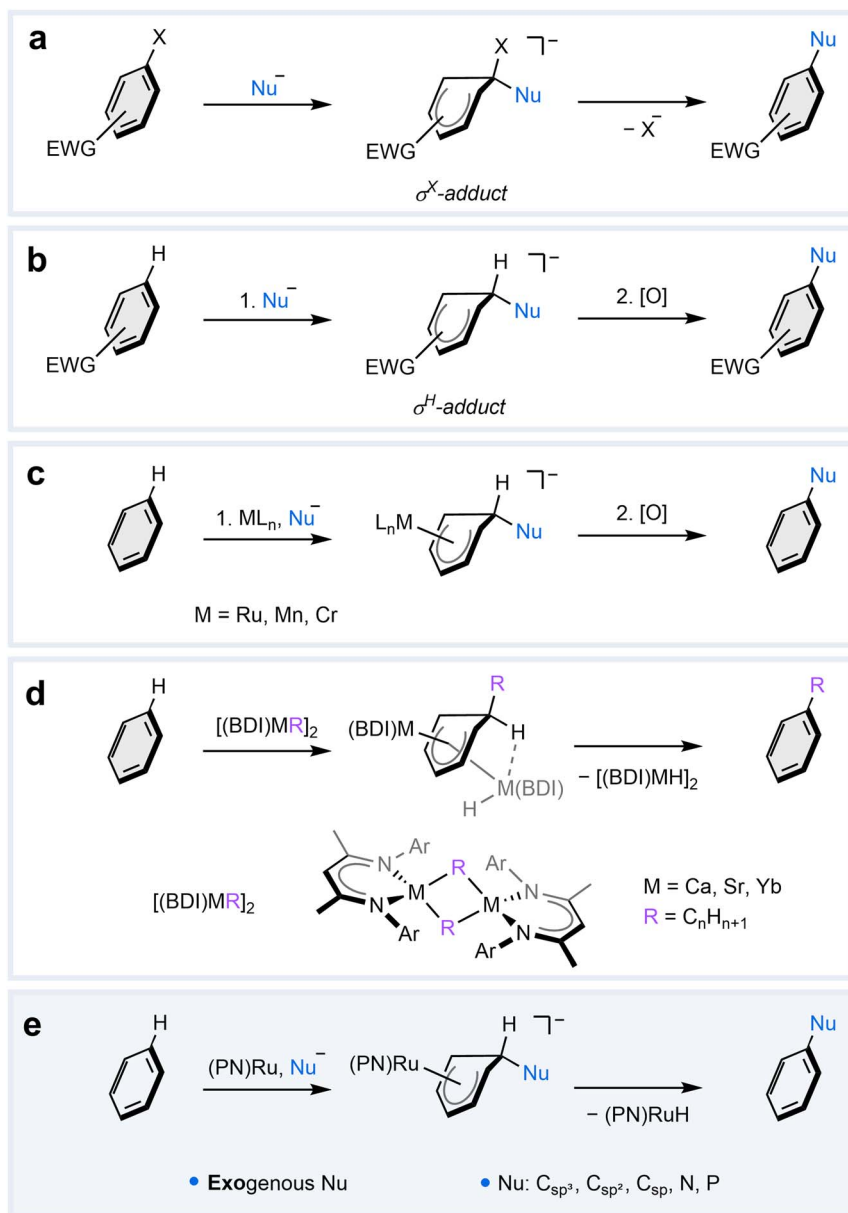 a
X
EWG
Nu⁻
X
Nu
⁻
EWG
σˣ-adduct
− X⁻
Nu
EWG
b
H
EWG
1. Nu⁻
H
Nu
⁻
EWG
σᴴ-adduct
2. [O]
Nu
EWG
c
H
1. MLₙ, Nu⁻
M = Ru, Mn, Cr
LₙM
H
Nu
⁻
2. [O]
Nu
d
H
[(BDI)MR]₂
(BDI)M
R
H
M(BDI)
H
− [(BDI)MH]₂
R
[(BDI)MR]₂
N
Ar
N
Ar
M
R
R
M
Ar
N
N
Ar
M = Ca, Sr, Yb
R = CₙHₙ₊₁
e
H
(PN)Ru, Nu⁻
(PN)Ru
H
Nu
⁻
− (PN)RuH
Nu
• Exogenous Nu
• Nu: Csp³, Csp², Csp, N, P